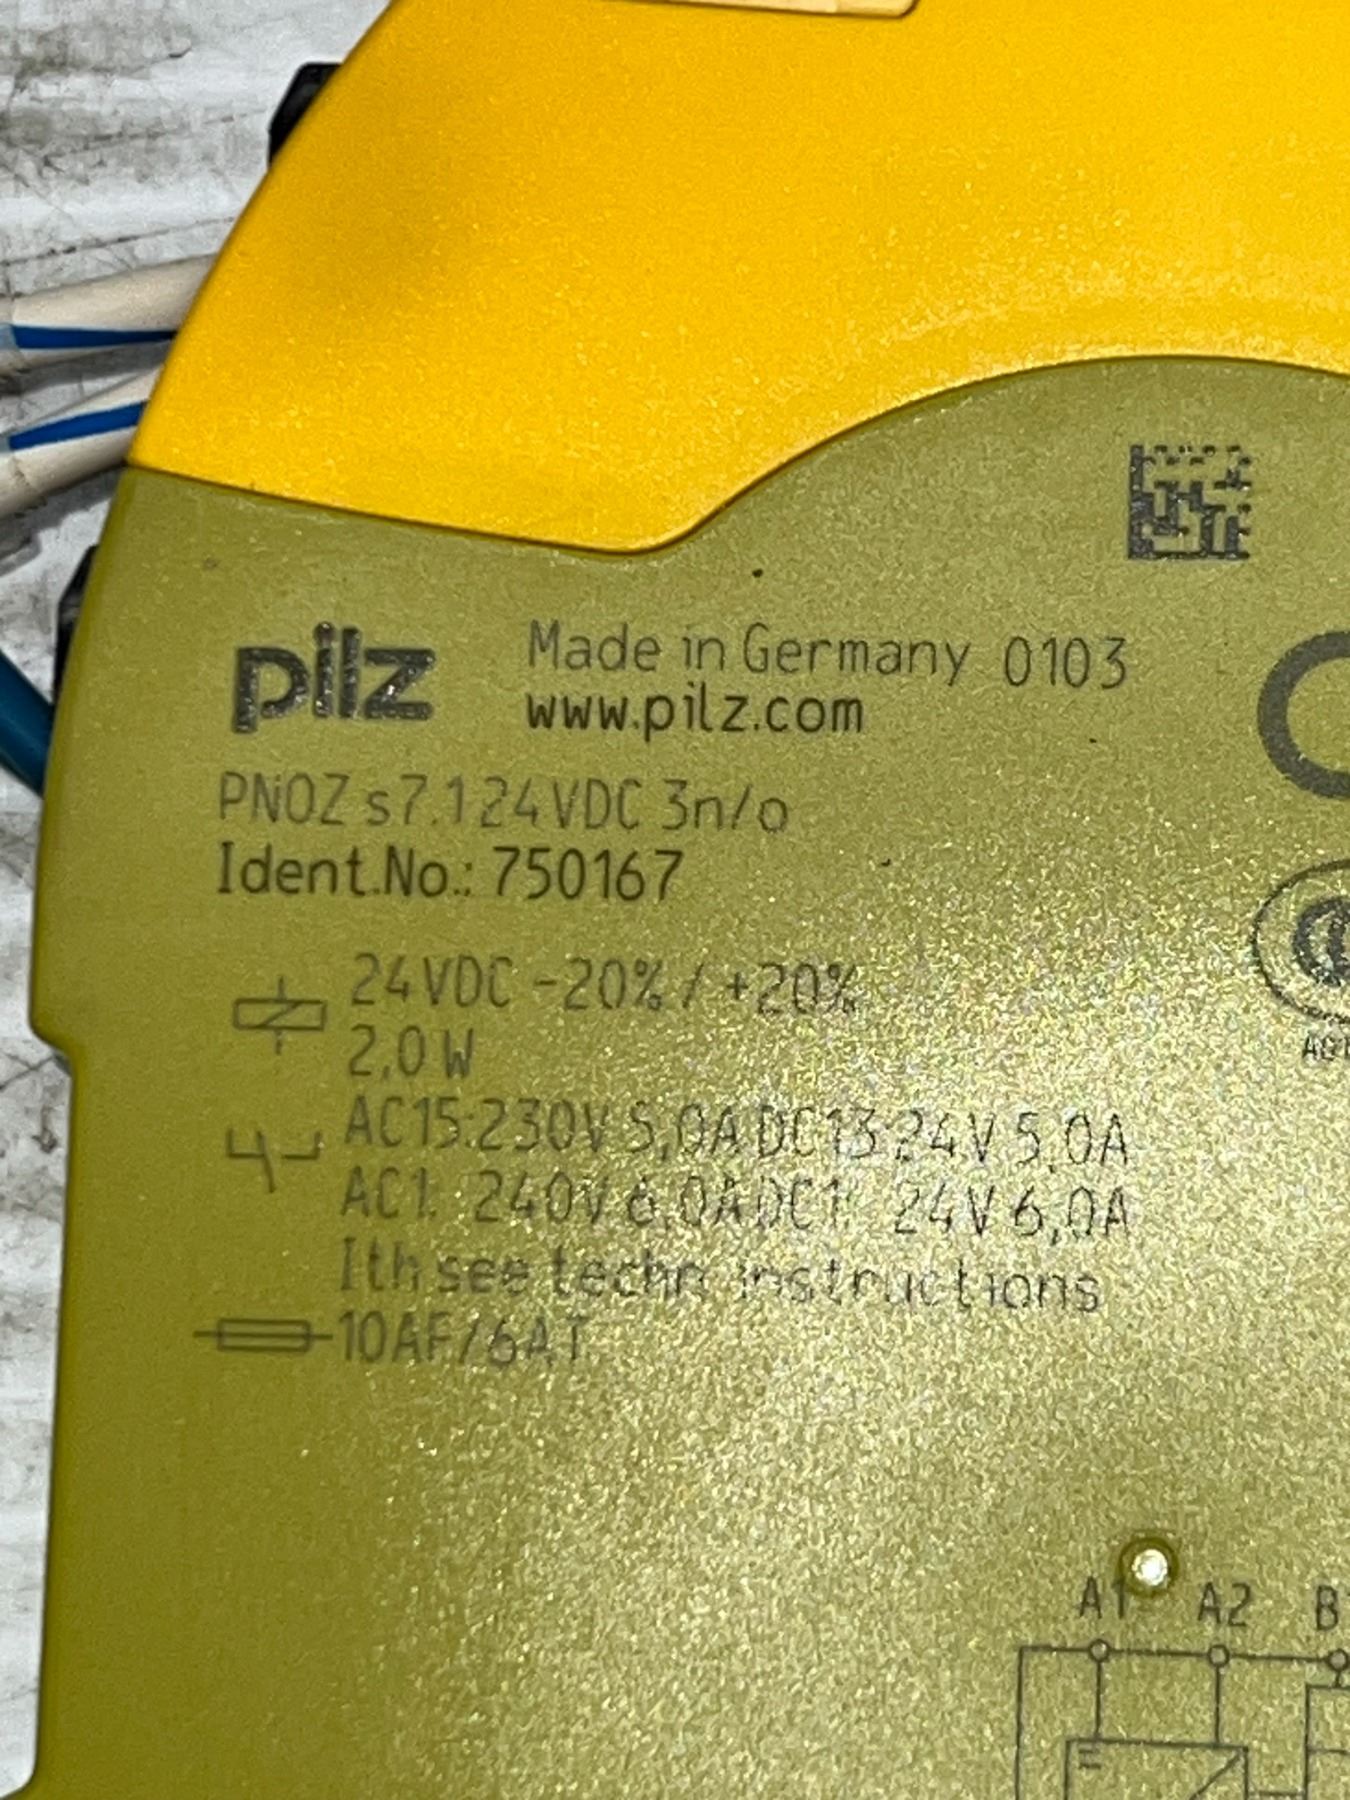 pilz
Made in Germany 0103
www.pilz.com
PNOZ s7.1 24VDC 3n/o
Ident.No.: 750167
24VDC -20% / +20%
2,0 W
AC15:230V 5,0A DC13:24V 5,0A
AC1: 240V 6,0A DC1: 24V 6,0A
Ith see techn. instructions
10AF/6AT
A1 A2